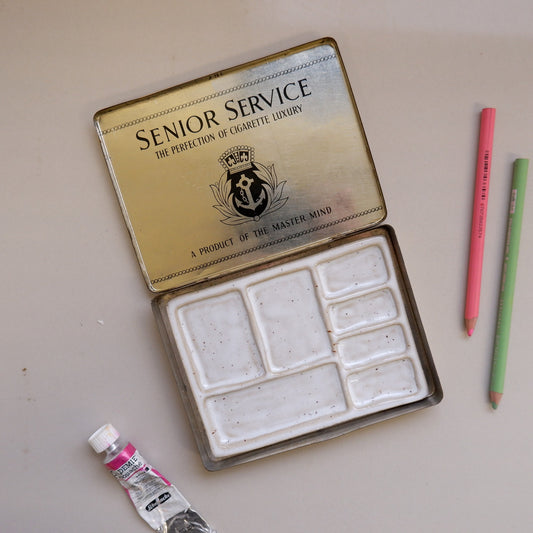 SENIOR SERVICE
THE PERFECTION OF CIGARETTE LUXURY
A PRODUCT OF THE MASTER MIND